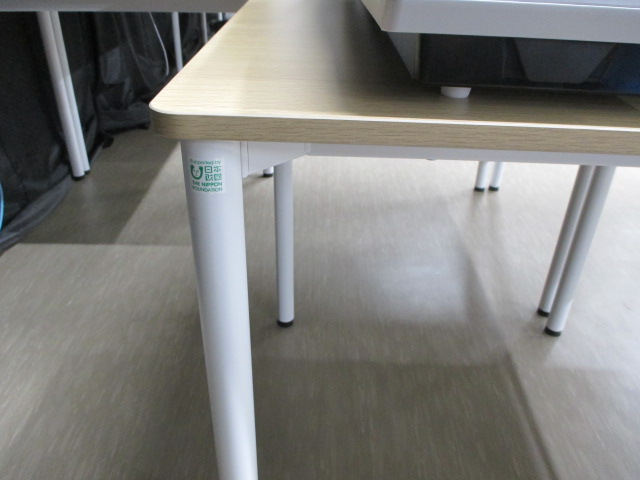 Supported by
日本
財団
THE NIPPON
FOUNDATION